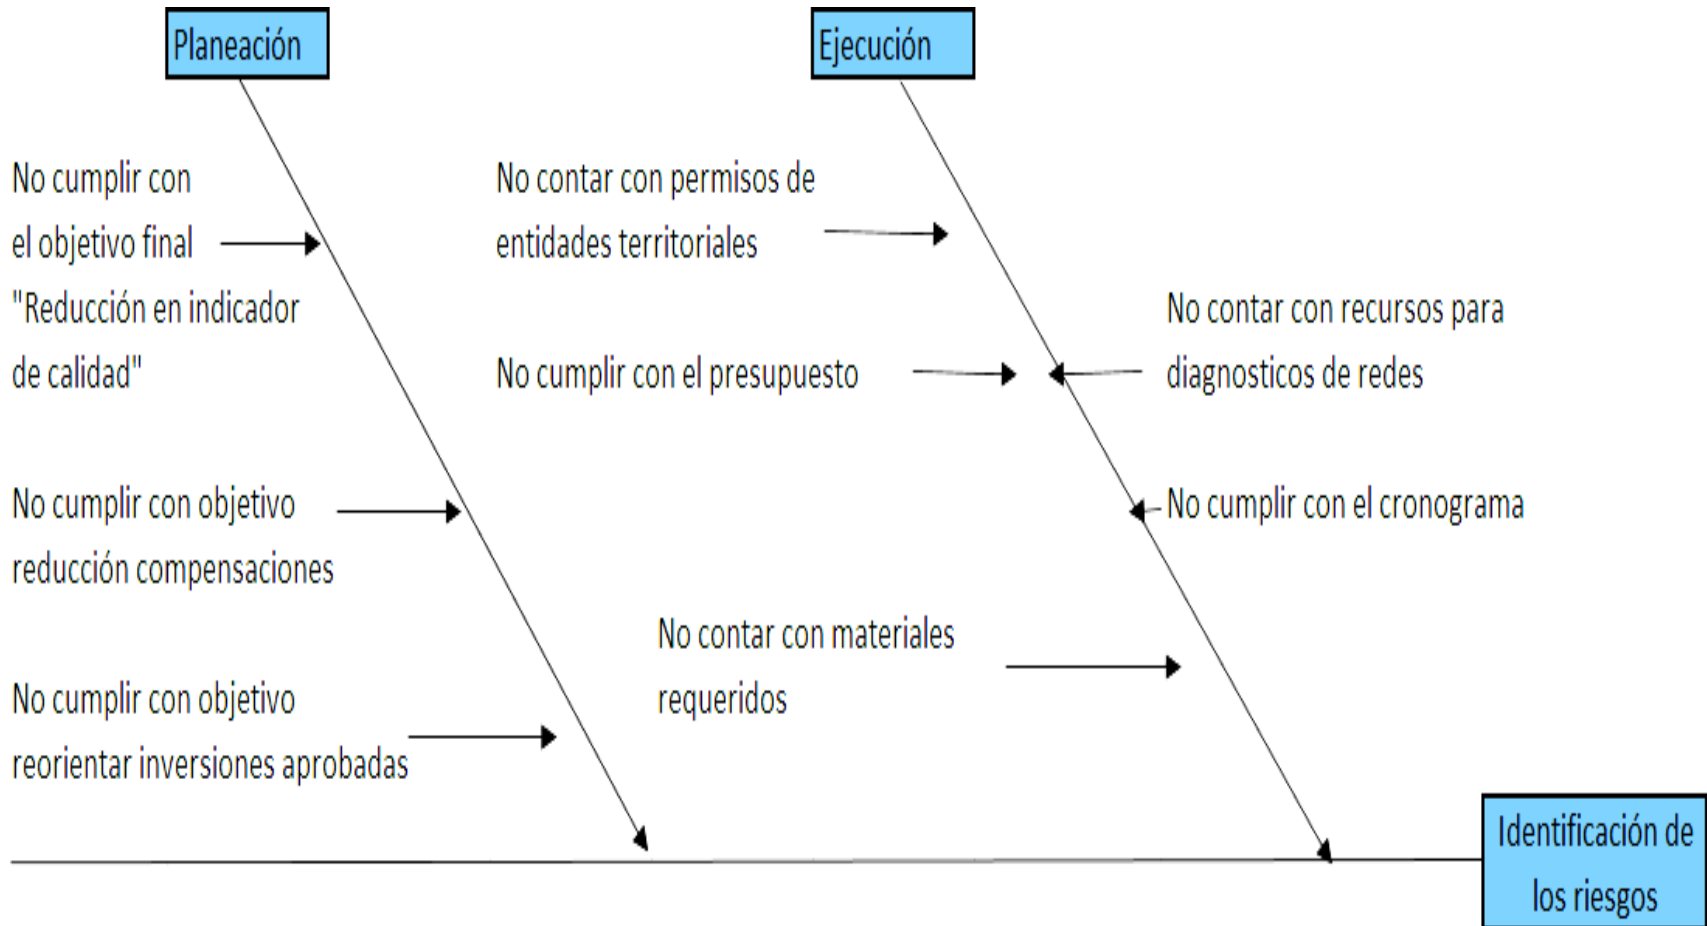 Planeación
Ejecución
No cumplir con
el objetivo final
"Reducción en indicador
de calidad"
No cumplir con objetivo
reducción compensaciones
No cumplir con objetivo
reorientar inversiones aprobadas
No contar con permisos de
entidades territoriales
No cumplir con el presupuesto
No contar con materiales
requeridos
No contar con recursos para
diagnosticos de redes
No cumplir con el cronograma
Identificación de
los riesgos